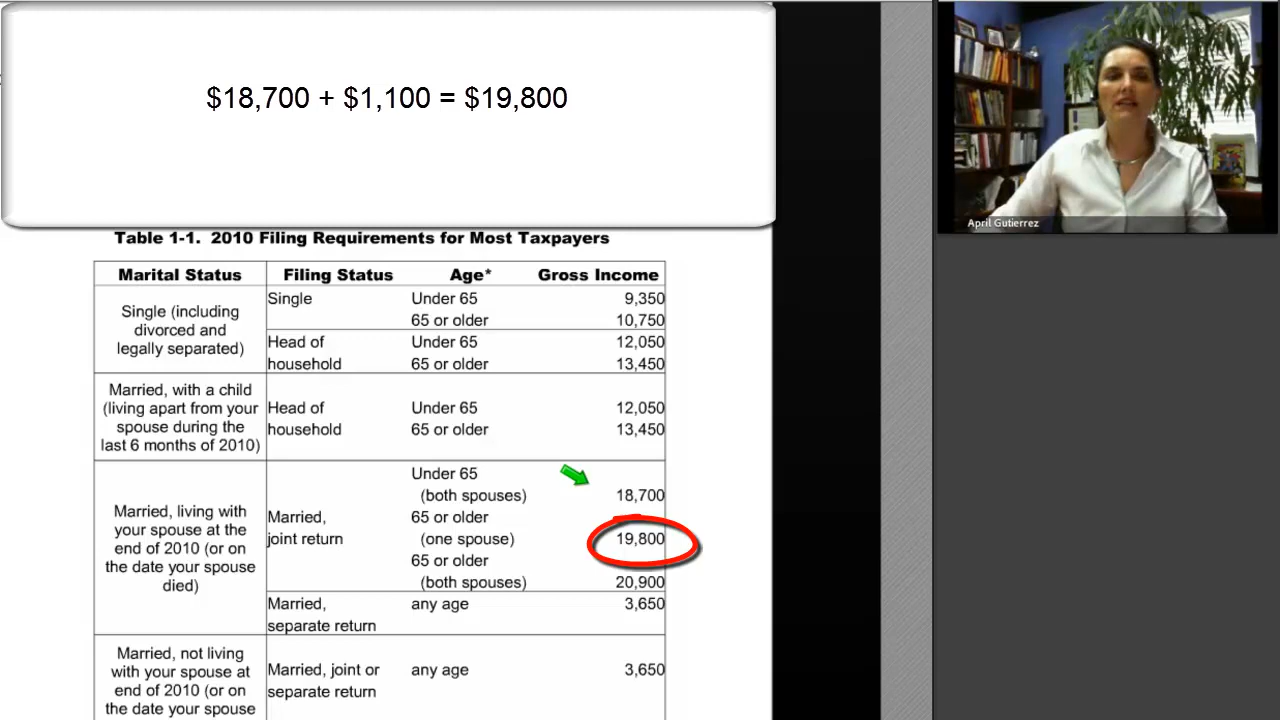 $18,700 + $1,100 = $19,800
April Gutierrez
Table 1-1. 2010 Filing Requirements for Most Taxpayers
Marital Status Filing Status Age* Gross Income
Single (including
divorced and
legally separated)
Single Under 65 9,350
65 or older 10,750
Head of Under 65 12,050
household 65 or older 13,450
Married, with a child
(living apart from your
spouse during the
last 6 months of 2010)
Head of Under 65 12,050
household 65 or older 13,450
Married, living with
your spouse at the
end of 2010 (or on
the date your spouse
died)
Under 65
(both spouses) 18,700
Married, 65 or older
joint return (one spouse) 19,800
65 or older
(both spouses) 20,900
Married, any age 3,650
separate return
Married, not living
with your spouse at
end of 2010 (or on
the date your spouse
Married, joint or any age 3,650
separate return